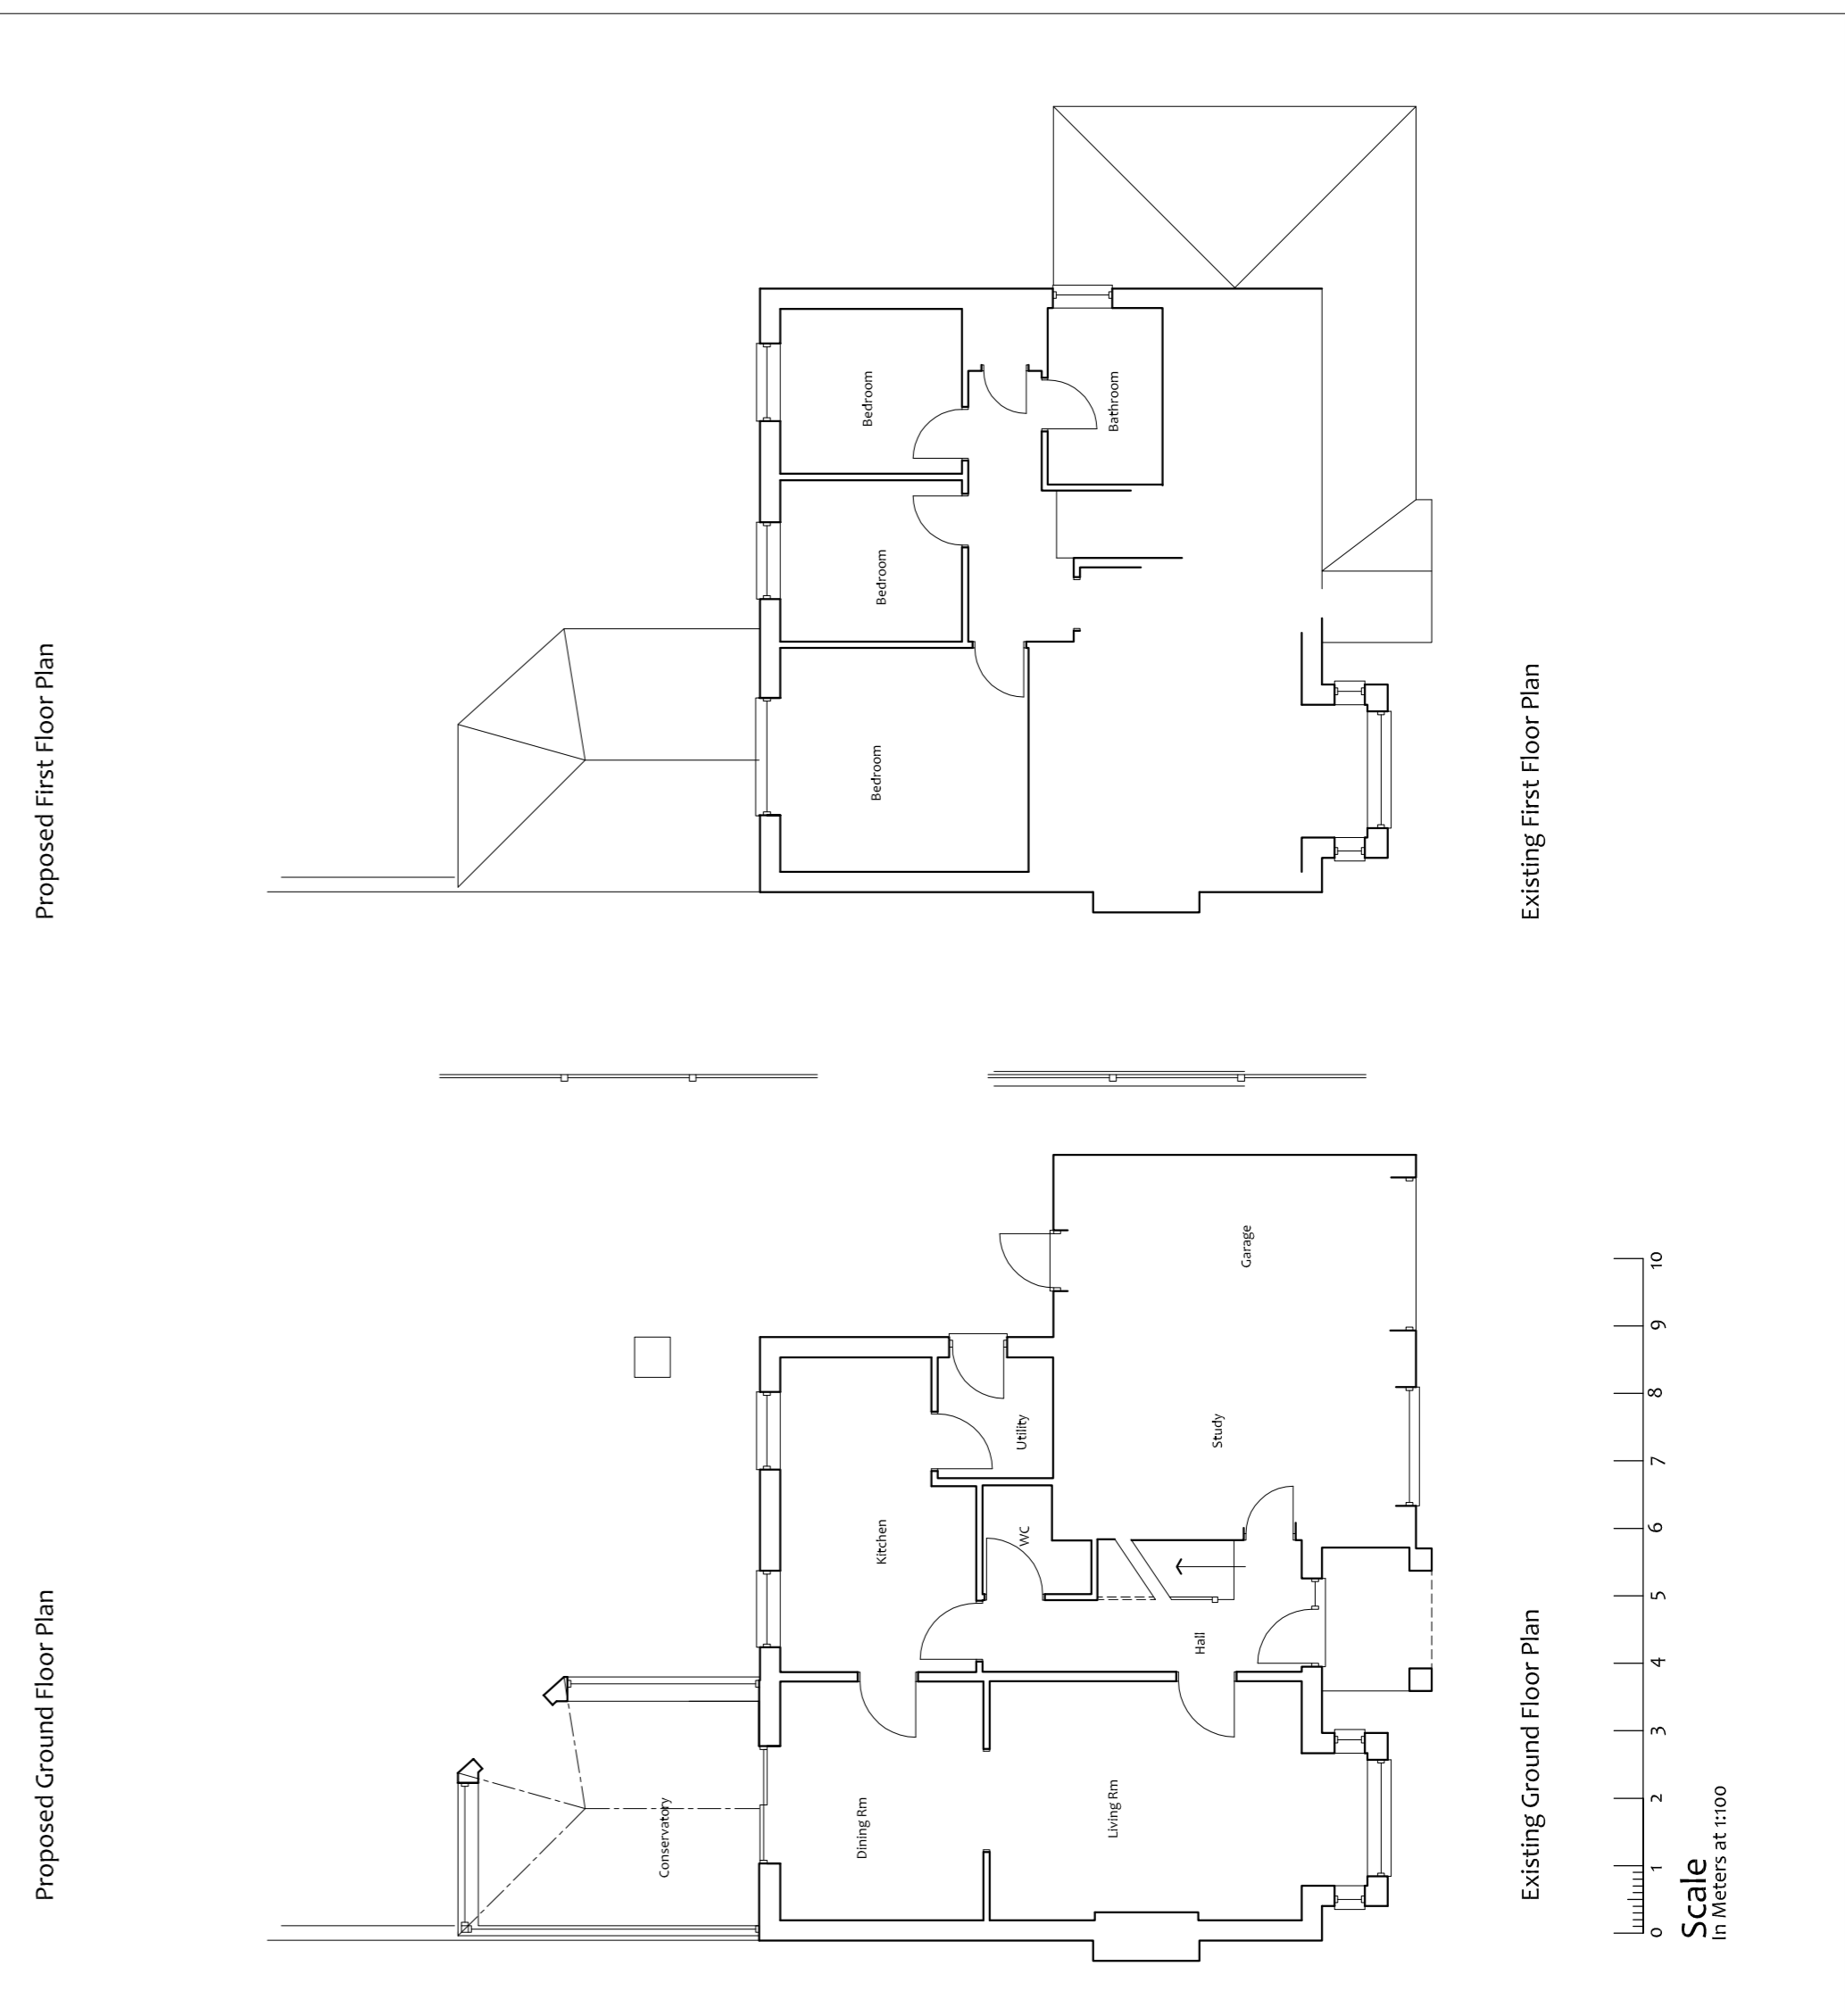 Proposed Ground Floor Plan
Proposed First Floor Plan
Conservatory
Dining Rm
Kitchen
Utility
WC
Living Rm
Hall
Study
Garage
Bedroom
Bedroom
Bedroom
Bathroom
Existing Ground Floor Plan
Existing First Floor Plan
0 1 2 3 4 5 6 7 8 9 10
Scale
In Meters at 1:100